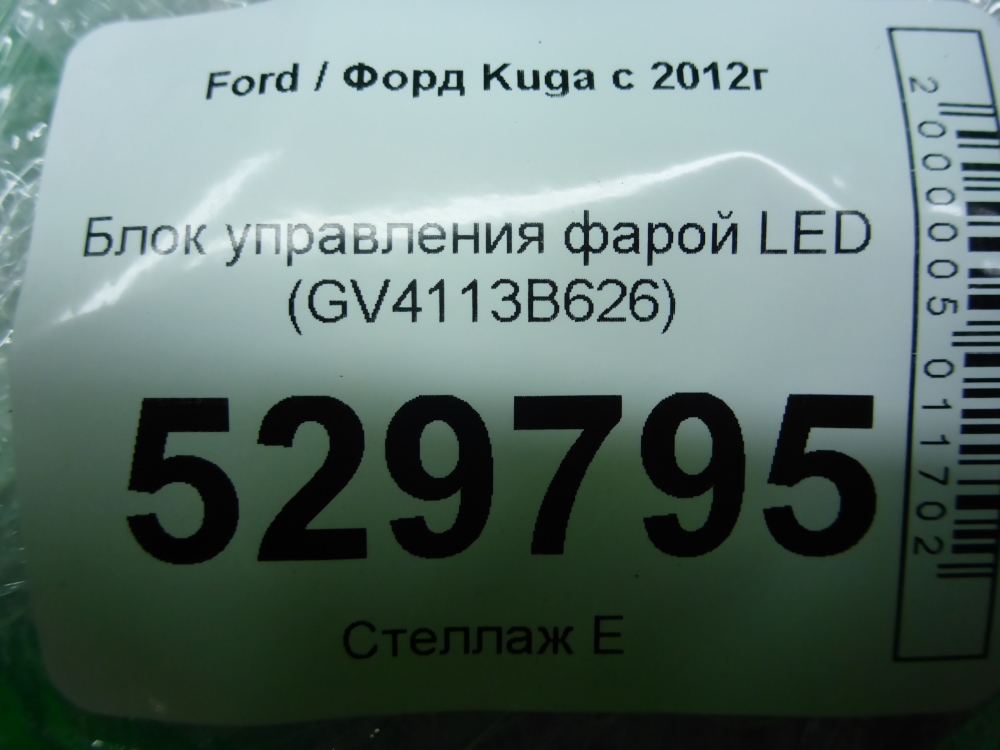 Ford / Форд Kuga с 2012г
Блок управления фарой LED
(GV4113B626)
529795
Стеллаж Е
2000005011702